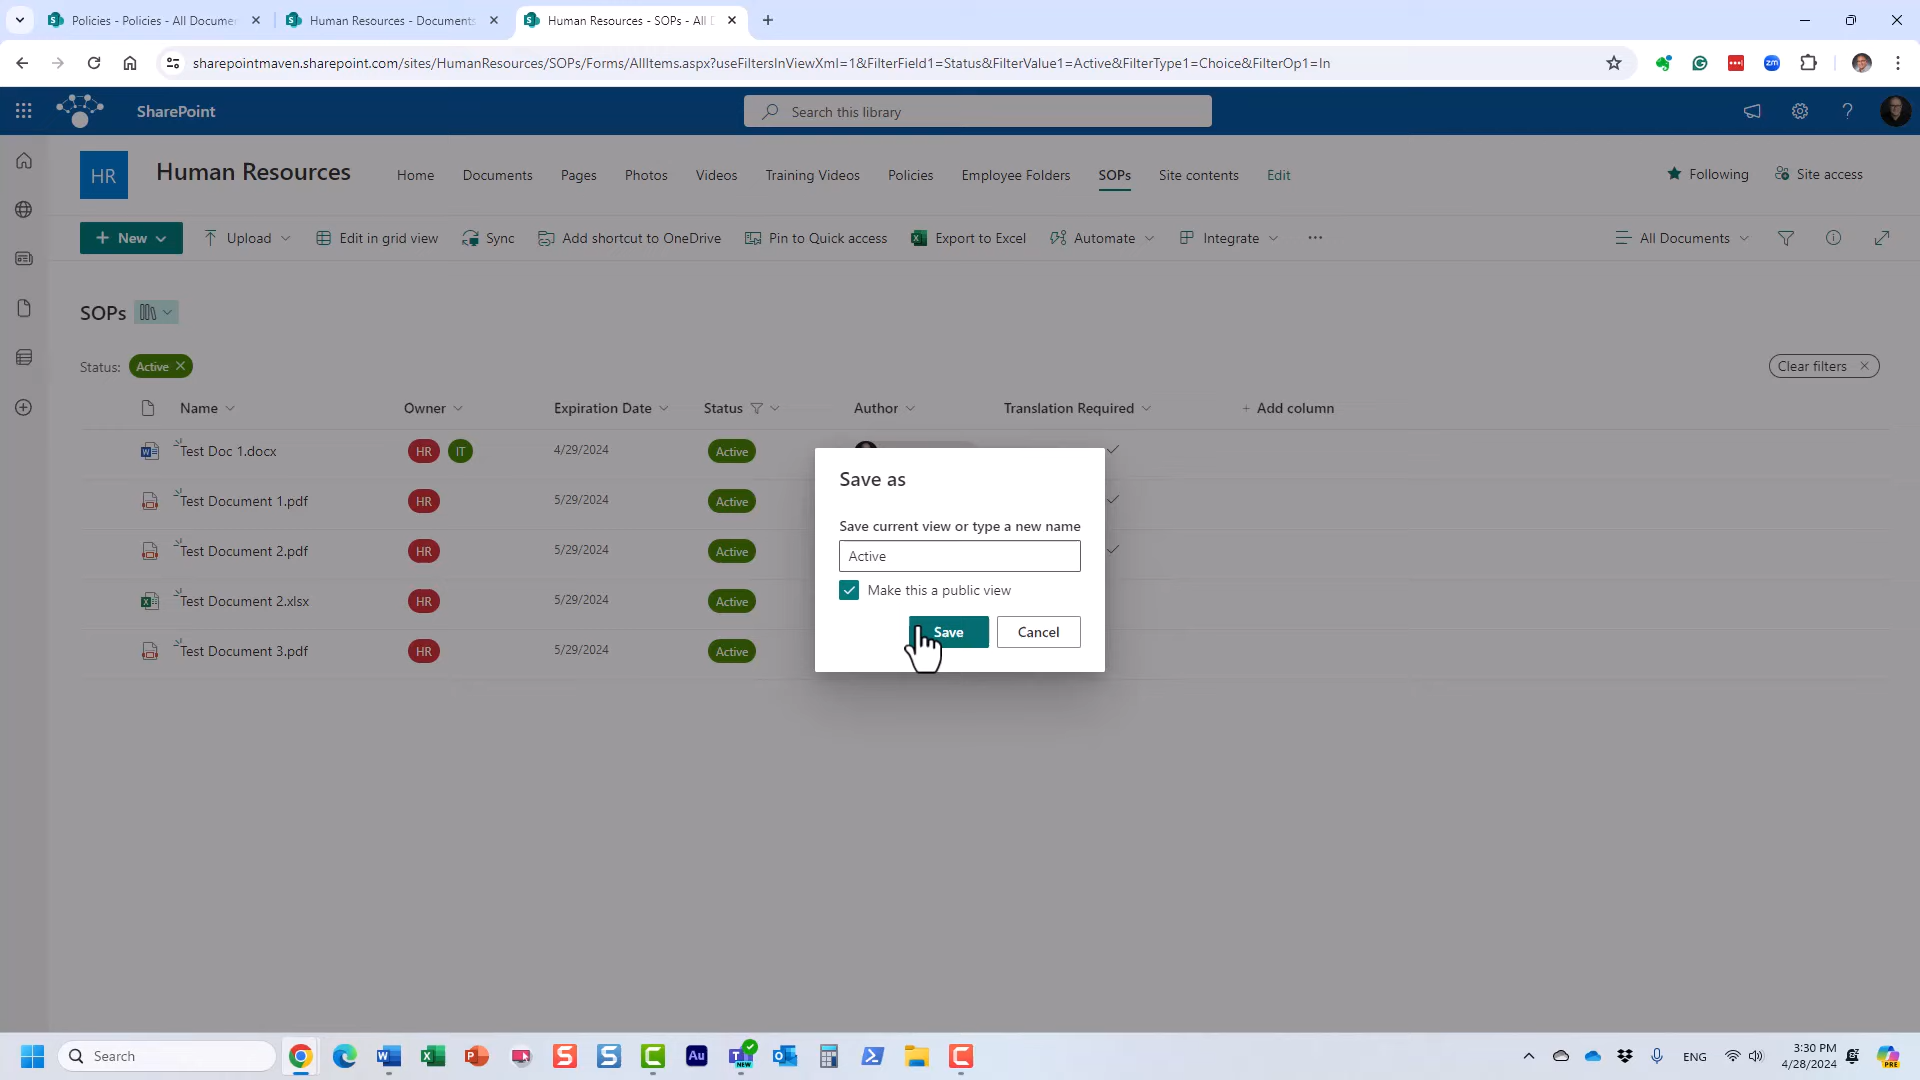 Policies - Policies - All Docume
Human Resources - Documents
Human Resources - SOPs - All D
sharepointmaven.sharepoint.com/sites/HumanResources/SOPs/Forms/AllItems.aspx?useFiltersInViewXml=1&FilterField1=Status&FilterValue1=Active&FilterType1=Choice&FilterOp1=In
SharePoint
Search this library
HR
Human Resources
Home
Documents
Pages
Photos
Videos
Training Videos
Policies
Employee Folders
SOPs
Site contents
Edit
Following
Site access
New
Upload
Edit in grid view
Sync
Add shortcut to OneDrive
Pin to Quick access
Export to Excel
Automate
Integrate
All Documents
SOPs
Status: Active
Clear filters
Name
Owner
Expiration Date
Status
Author
Translation Required
+ Add column
Test Doc 1.docx HR IT 4/29/2024 Active
Test Document 1.pdf HR 5/29/2024 Active
Test Document 2.pdf HR 5/29/2024 Active
Test Document 2.xlsx HR 5/29/2024 Active
Test Document 3.pdf HR 5/29/2024 Active
Save as
Save current view or type a new name
Active
Make this a public view
Save
Cancel
Search
Au
NEW
ENG
3:30 PM
4/28/2024
PRE